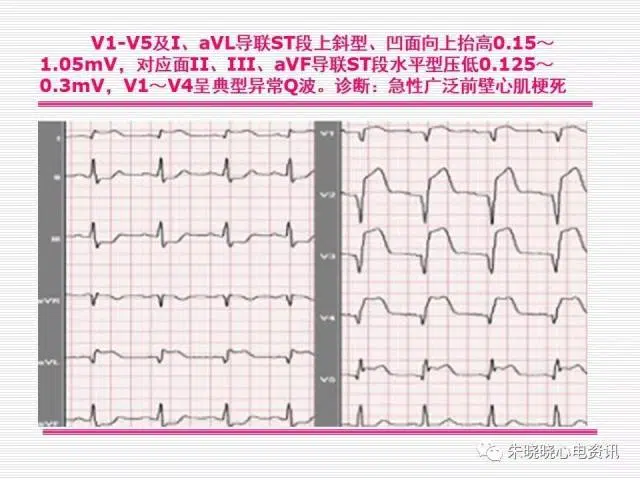 V1-V5及I、aVL导联ST段上斜型、凹面向上抬高0.15～
1.05mV，对应面II、III、aVF导联ST段水平型压低0.125～
0.3mV，V1～V4呈典型异常Q波。诊断：急性广泛前壁心肌梗死
I
II
III
aVR
aVL
aVF
V1
V2
V3
V4
V5
朱晓晓心电资讯